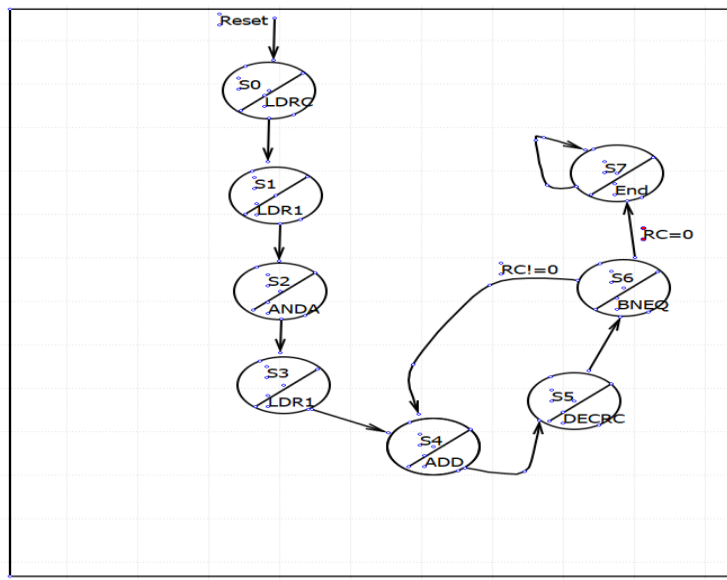 Reset
S0
LDRC
S1
LDR1
S2
ANDA
S3
LDR1
S7
End
RC=0
RC!=0
S6
BNEQ
S5
DECRC
S4
ADD